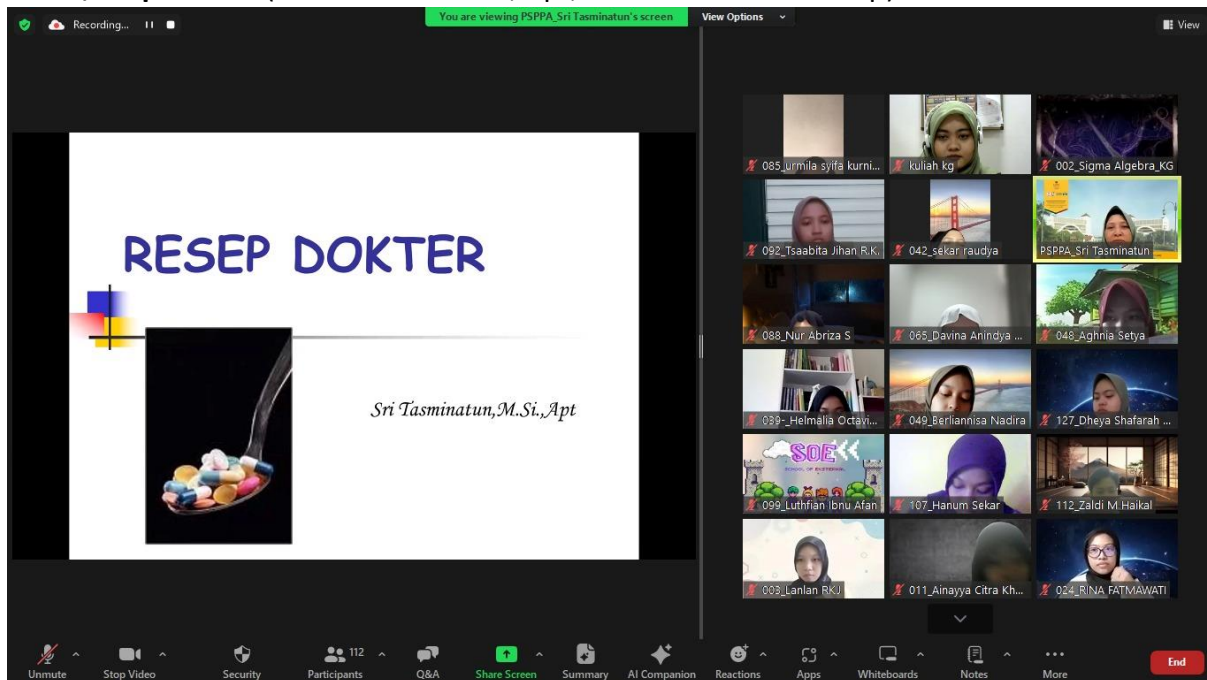 Recording...
You are viewing PSPPA_Sri Tasminatun's screen
View Options
View
RESEP DOKTER
Sri Tasminatun,M.Si.,Apt
085_urmila syifa kurni...
kuliah kg
002_Sigma Algebra_KG
092_Tsaabita Jihan R.K.
042_sekar raudya
PSPPA_Sri Tasminatun
088_Nur Abriza S
065_Davina Anindya ...
048_Aghnia Setya
039-_Helmalia Octavi...
049_Berliannisa Nadira
127_Dheya Shafarah ...
SOE
099_Luthfian Ibnu Afan
107_Hanum Sekar
112_Zaldi M.Haikal
003_Lanlan RKJ
011_Ainayya Citra Kh...
024_RINA FATMAWATI
Unmute
Stop Video
Security
112
Participants
Q&A
Share Screen
Summary
AI Companion
Reactions
Apps
Whiteboards
Notes
More
End